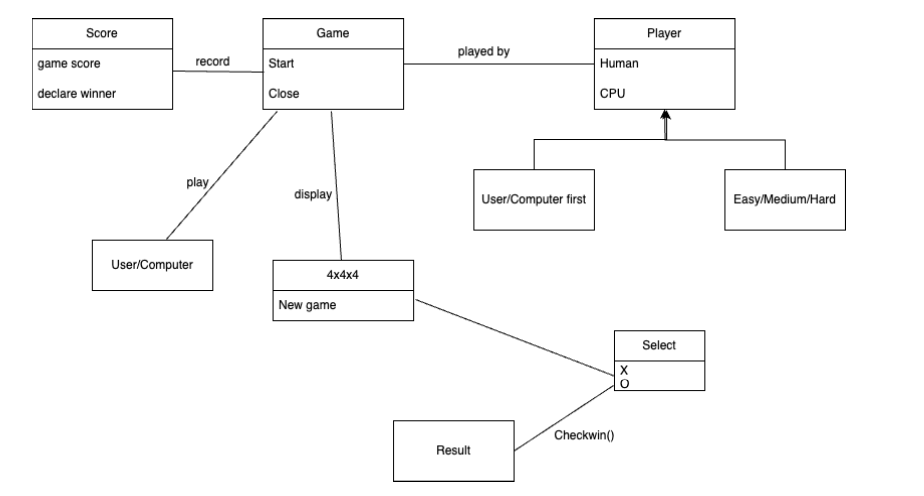 Score
game score
declare winner
record
Game
Start
Close
played by
Player
Human
CPU
User/Computer first
Easy/Medium/Hard
play
display
User/Computer
4x4x4
New game
Select
X
O
Checkwin()
Result